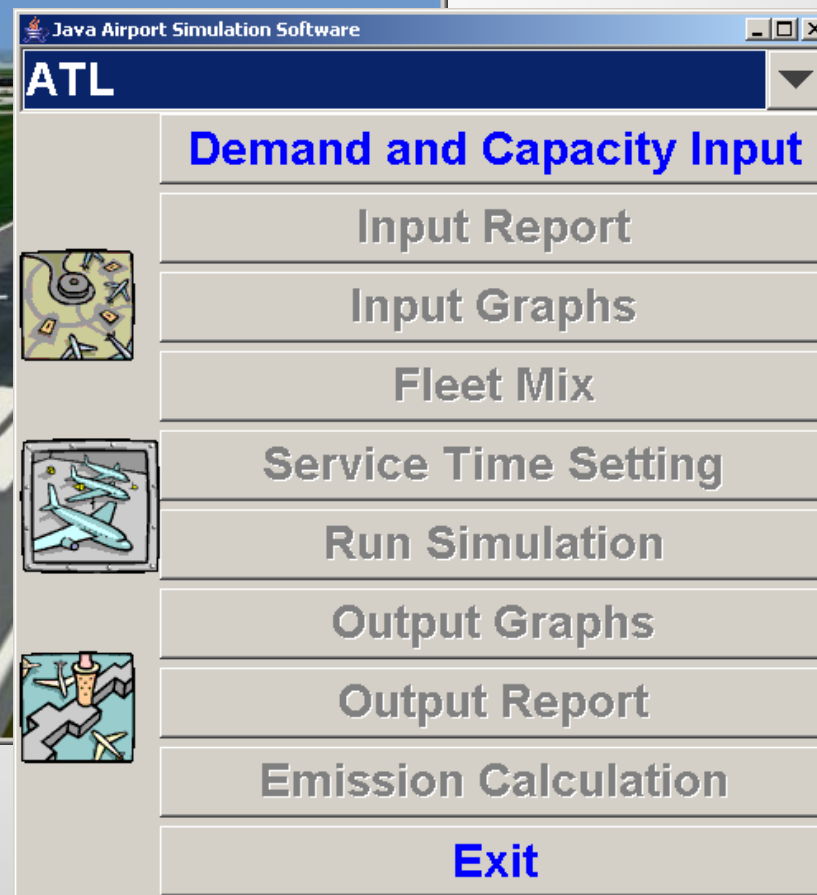 Java Airport Simulation Software
ATL
Demand and Capacity Input
Input Report
Input Graphs
Fleet Mix
Service Time Setting
Run Simulation
Output Graphs
Output Report
Emission Calculation
Exit